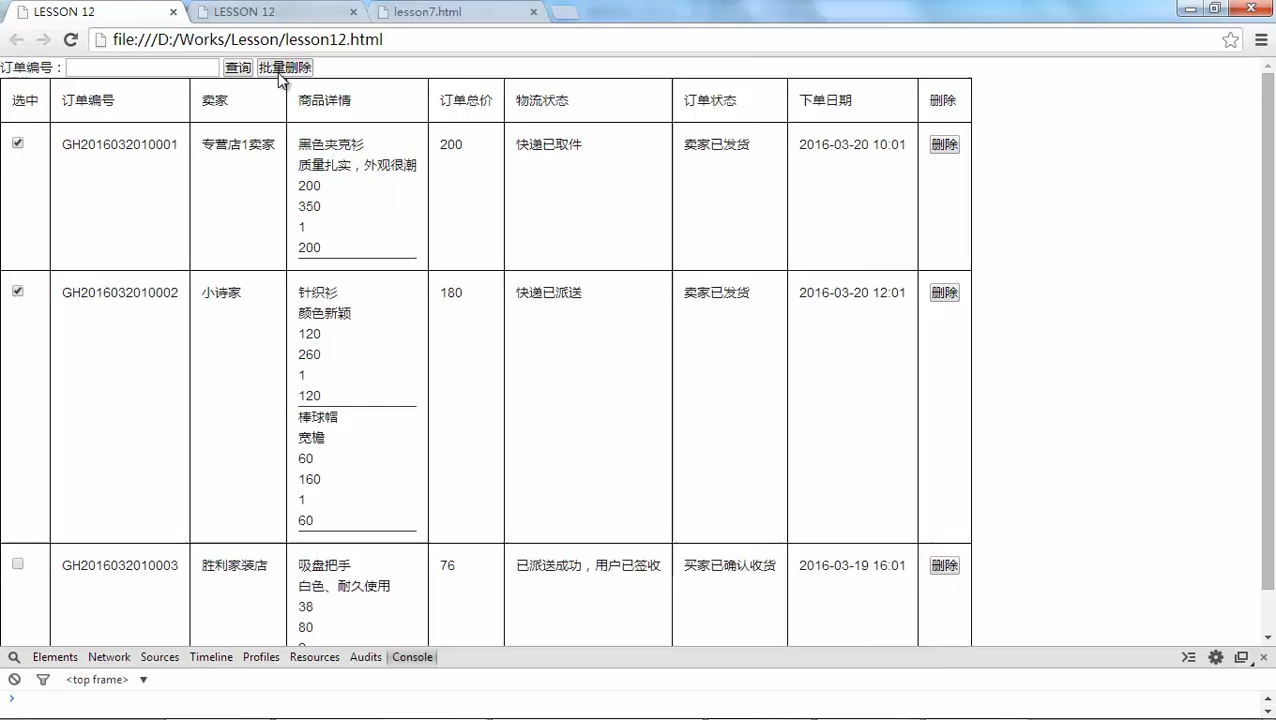 LESSON 12
LESSON 12
lesson7.html
file:///D:/Works/Lesson/lesson12.html
订单编号： 查询 批量删除
选中 订单编号 卖家 商品详情 订单总价 物流状态 订单状态 下单日期 删除
GH2016032010001 专营店1卖家 黑色夹克衫 200 快递已取件 卖家已发货 2016-03-20 10:01 删除
质量扎实，外观很潮
200
350
1
200
GH2016032010002 小诗家 针织衫 180 快递已派送 卖家已发货 2016-03-20 12:01 删除
颜色新颖
120
260
1
120
棒球帽
宽檐
60
160
1
60
GH2016032010003 胜利家装店 吸盘把手 76 已派送成功，用户已签收 买家已确认收货 2016-03-19 16:01 删除
白色、耐久使用
38
80
Elements Network Sources Timeline Profiles Resources Audits Console
<top frame>